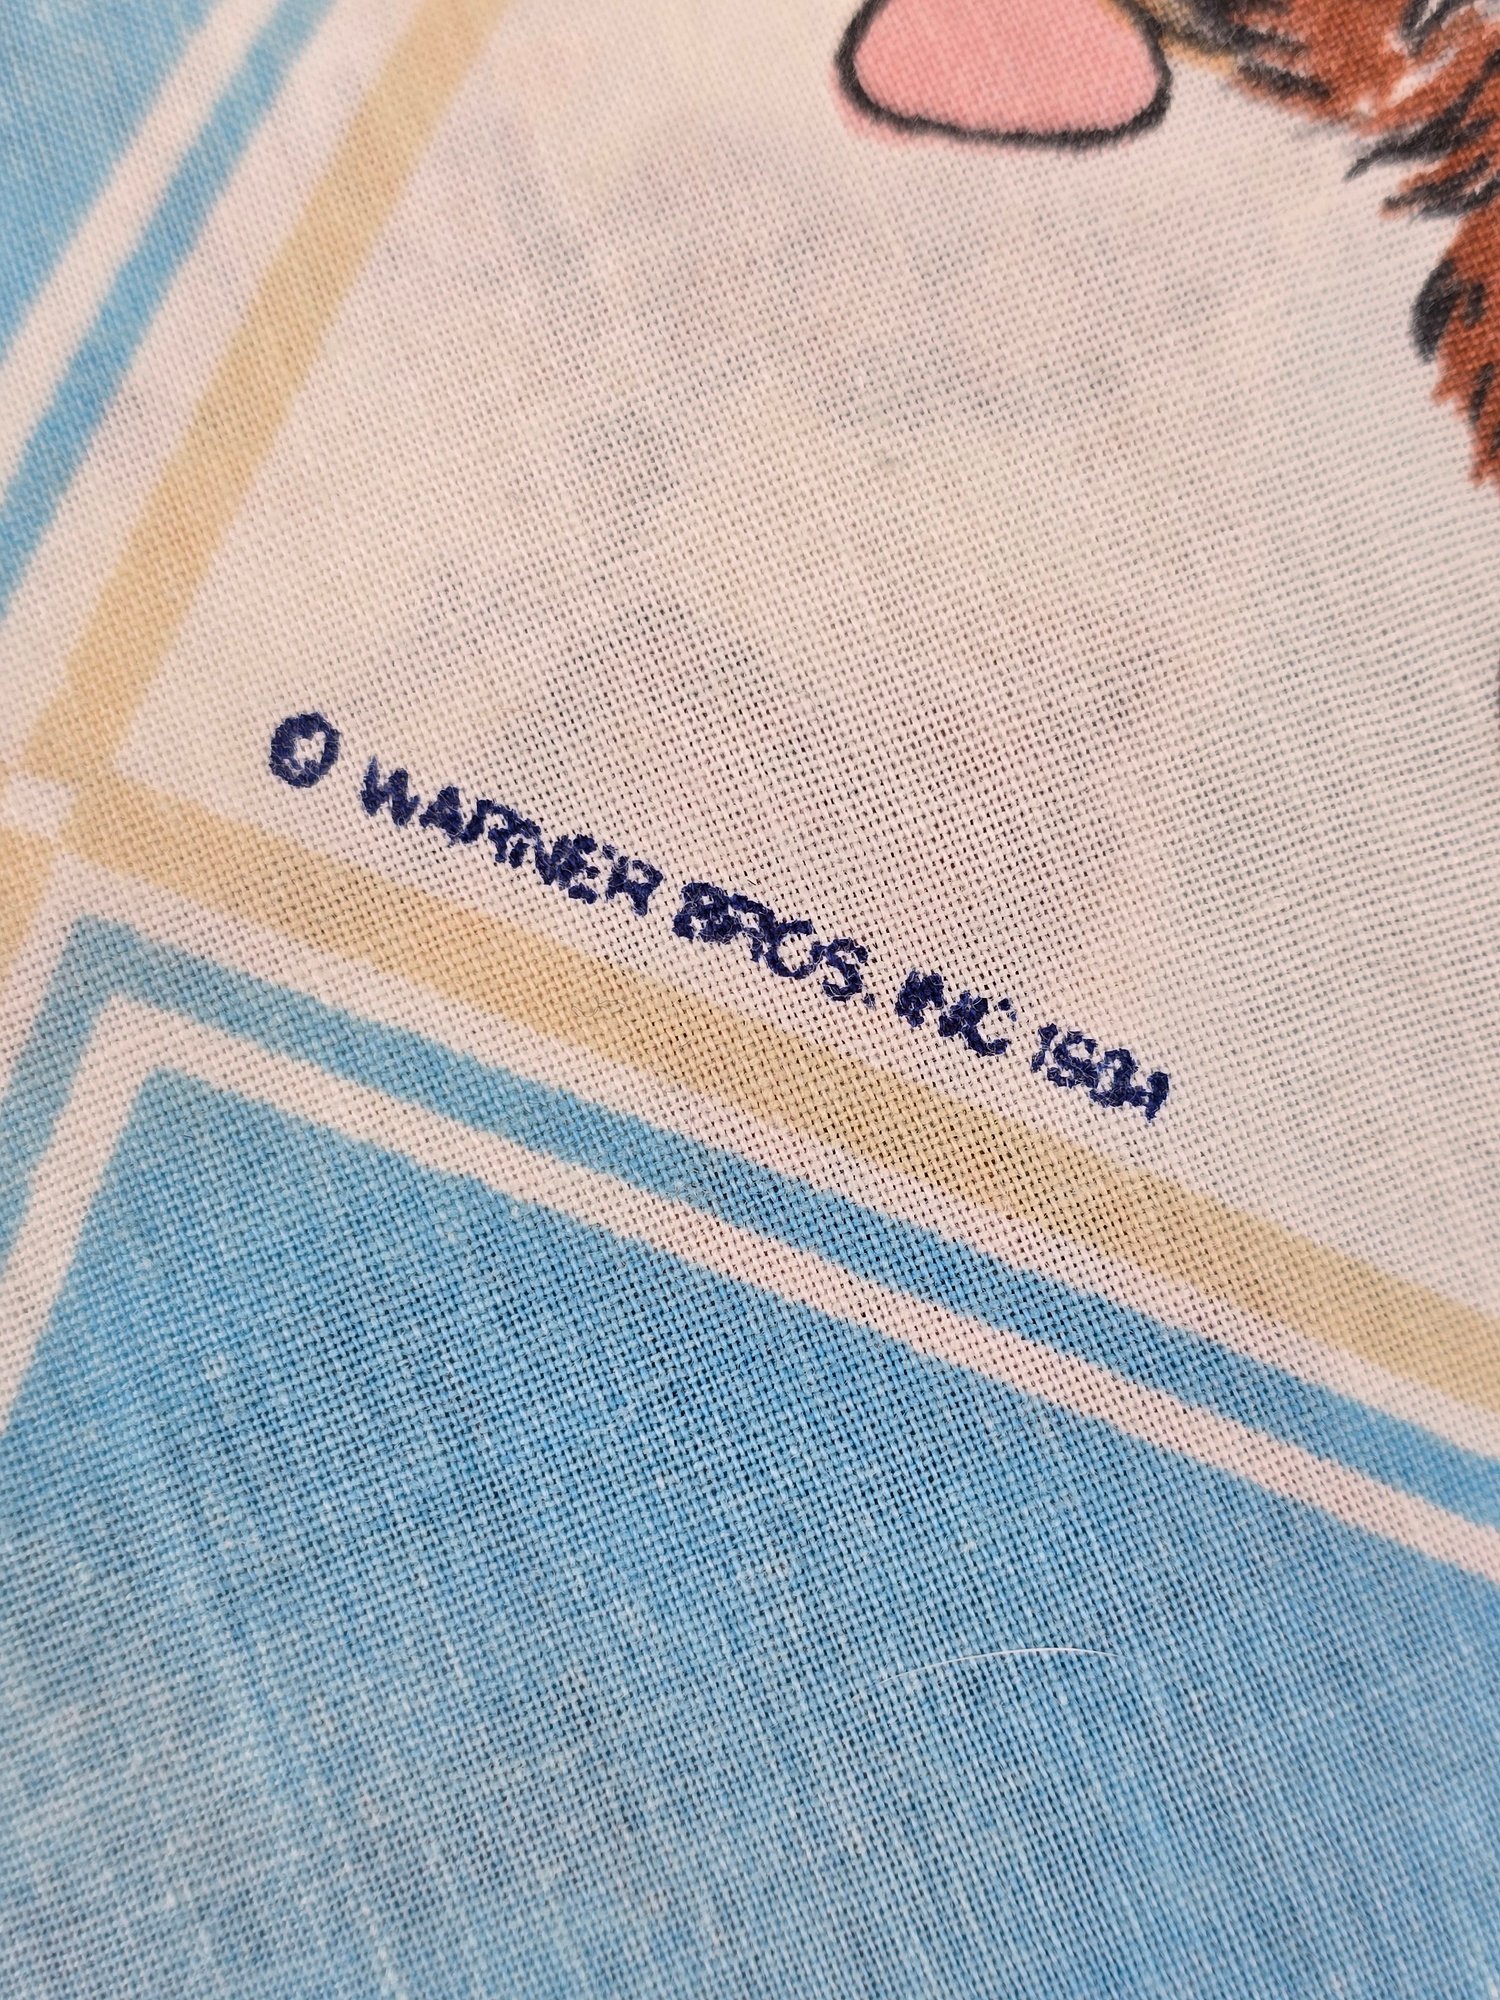 © WARNER BROS. INC 1984